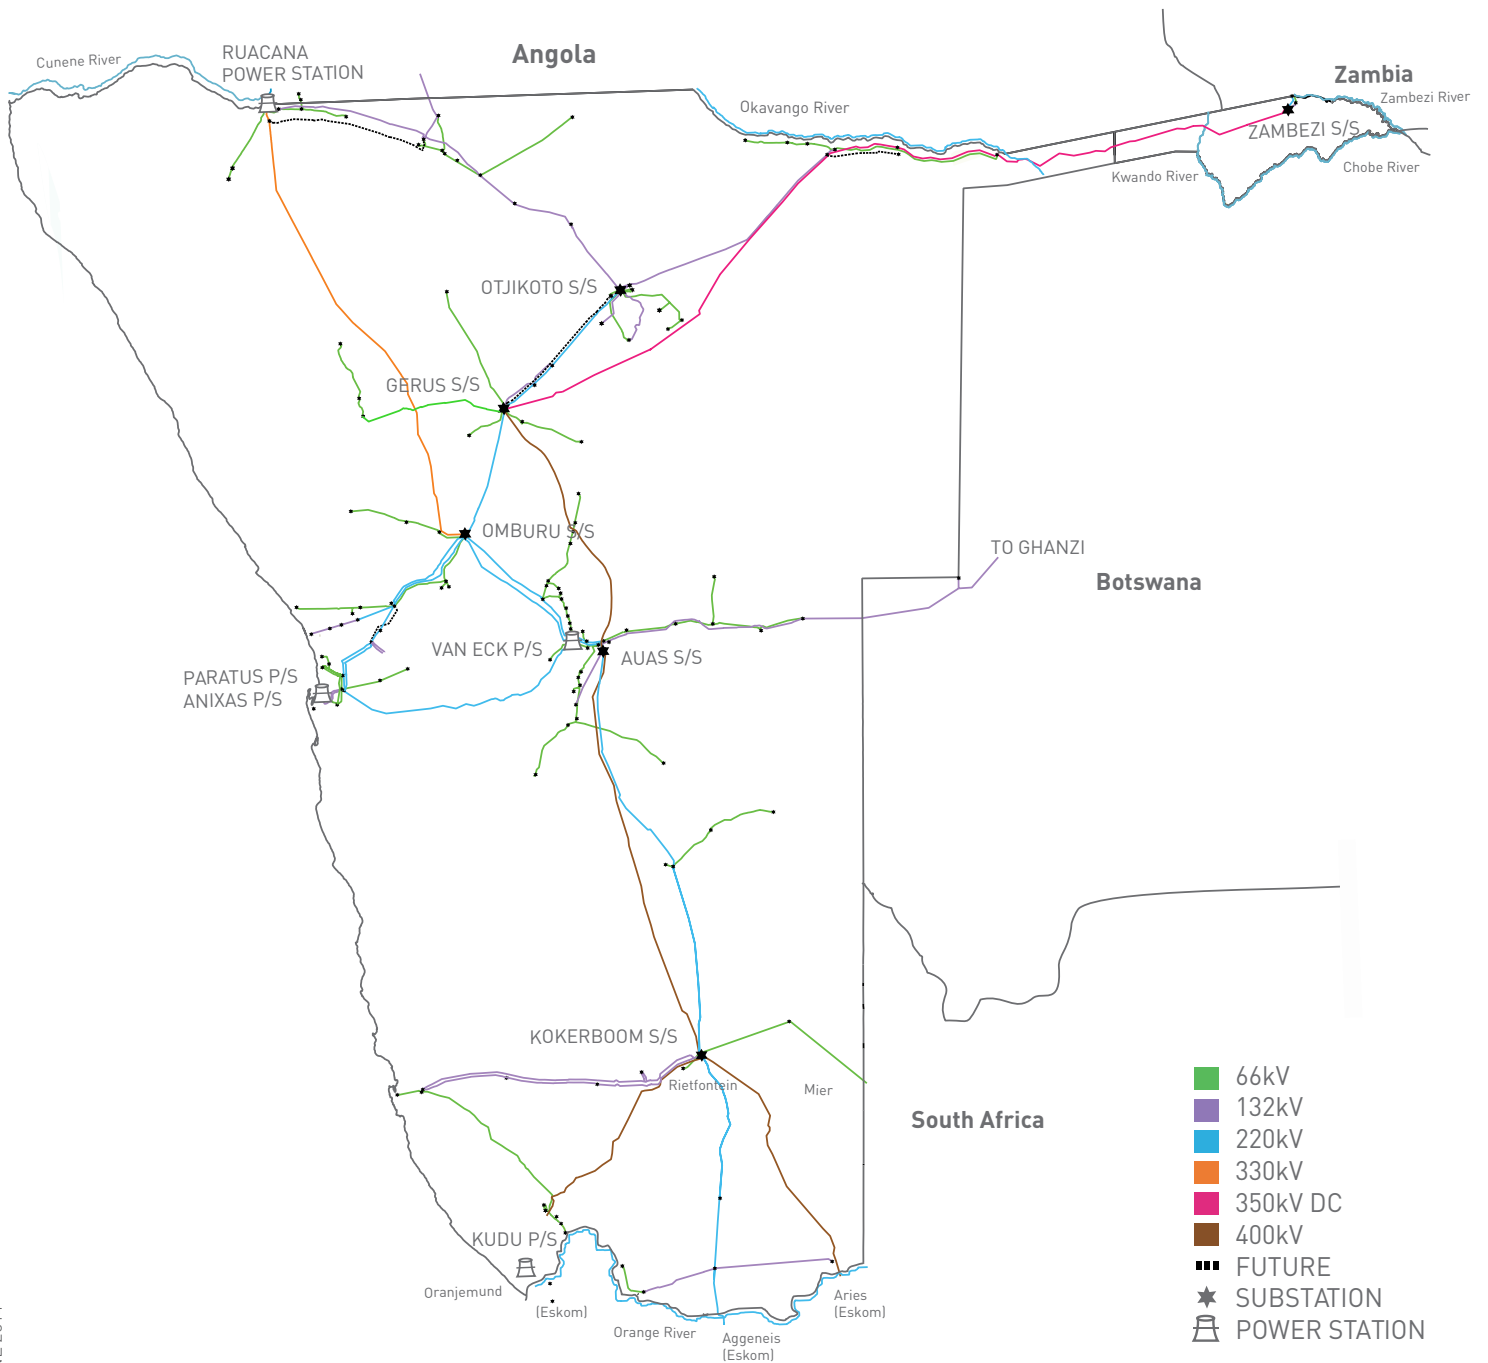 Angola
Zambia
Cunene River
RUACANA
POWER STATION
Okavango River
Zambezi River
ZAMBEZI S/S
Kwando River
Chobe River
OTJIKOTO S/S
GERUS S/S
OMBURU S/S
TO GHANZI
Botswana
VAN ECK P/S
AUAS S/S
PARATUS P/S
ANIXAS P/S
KOKERBOOM S/S
Rietfontein
Mier
South Africa
KUDU P/S
Oranjemund
(Eskom)
Orange River
Aggeneis
(Eskom)
Aries
(Eskom)
66kV
132kV
220kV
330kV
350kV DC
400kV
FUTURE
SUBSTATION
POWER STATION